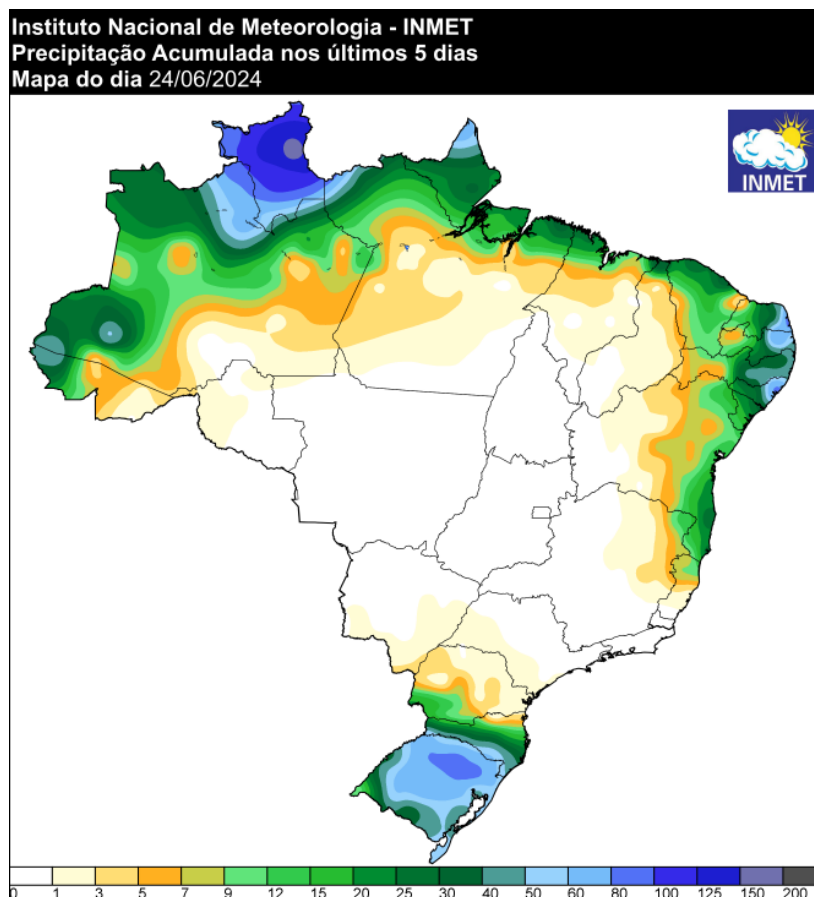 Instituto Nacional de Meteorologia - INMET
Precipitação Acumulada nos últimos 5 dias
Mapa do dia 24/06/2024
INMET
0 1 3 5 7 9 12 15 20 25 30 40 50 60 80 100 125 150 200